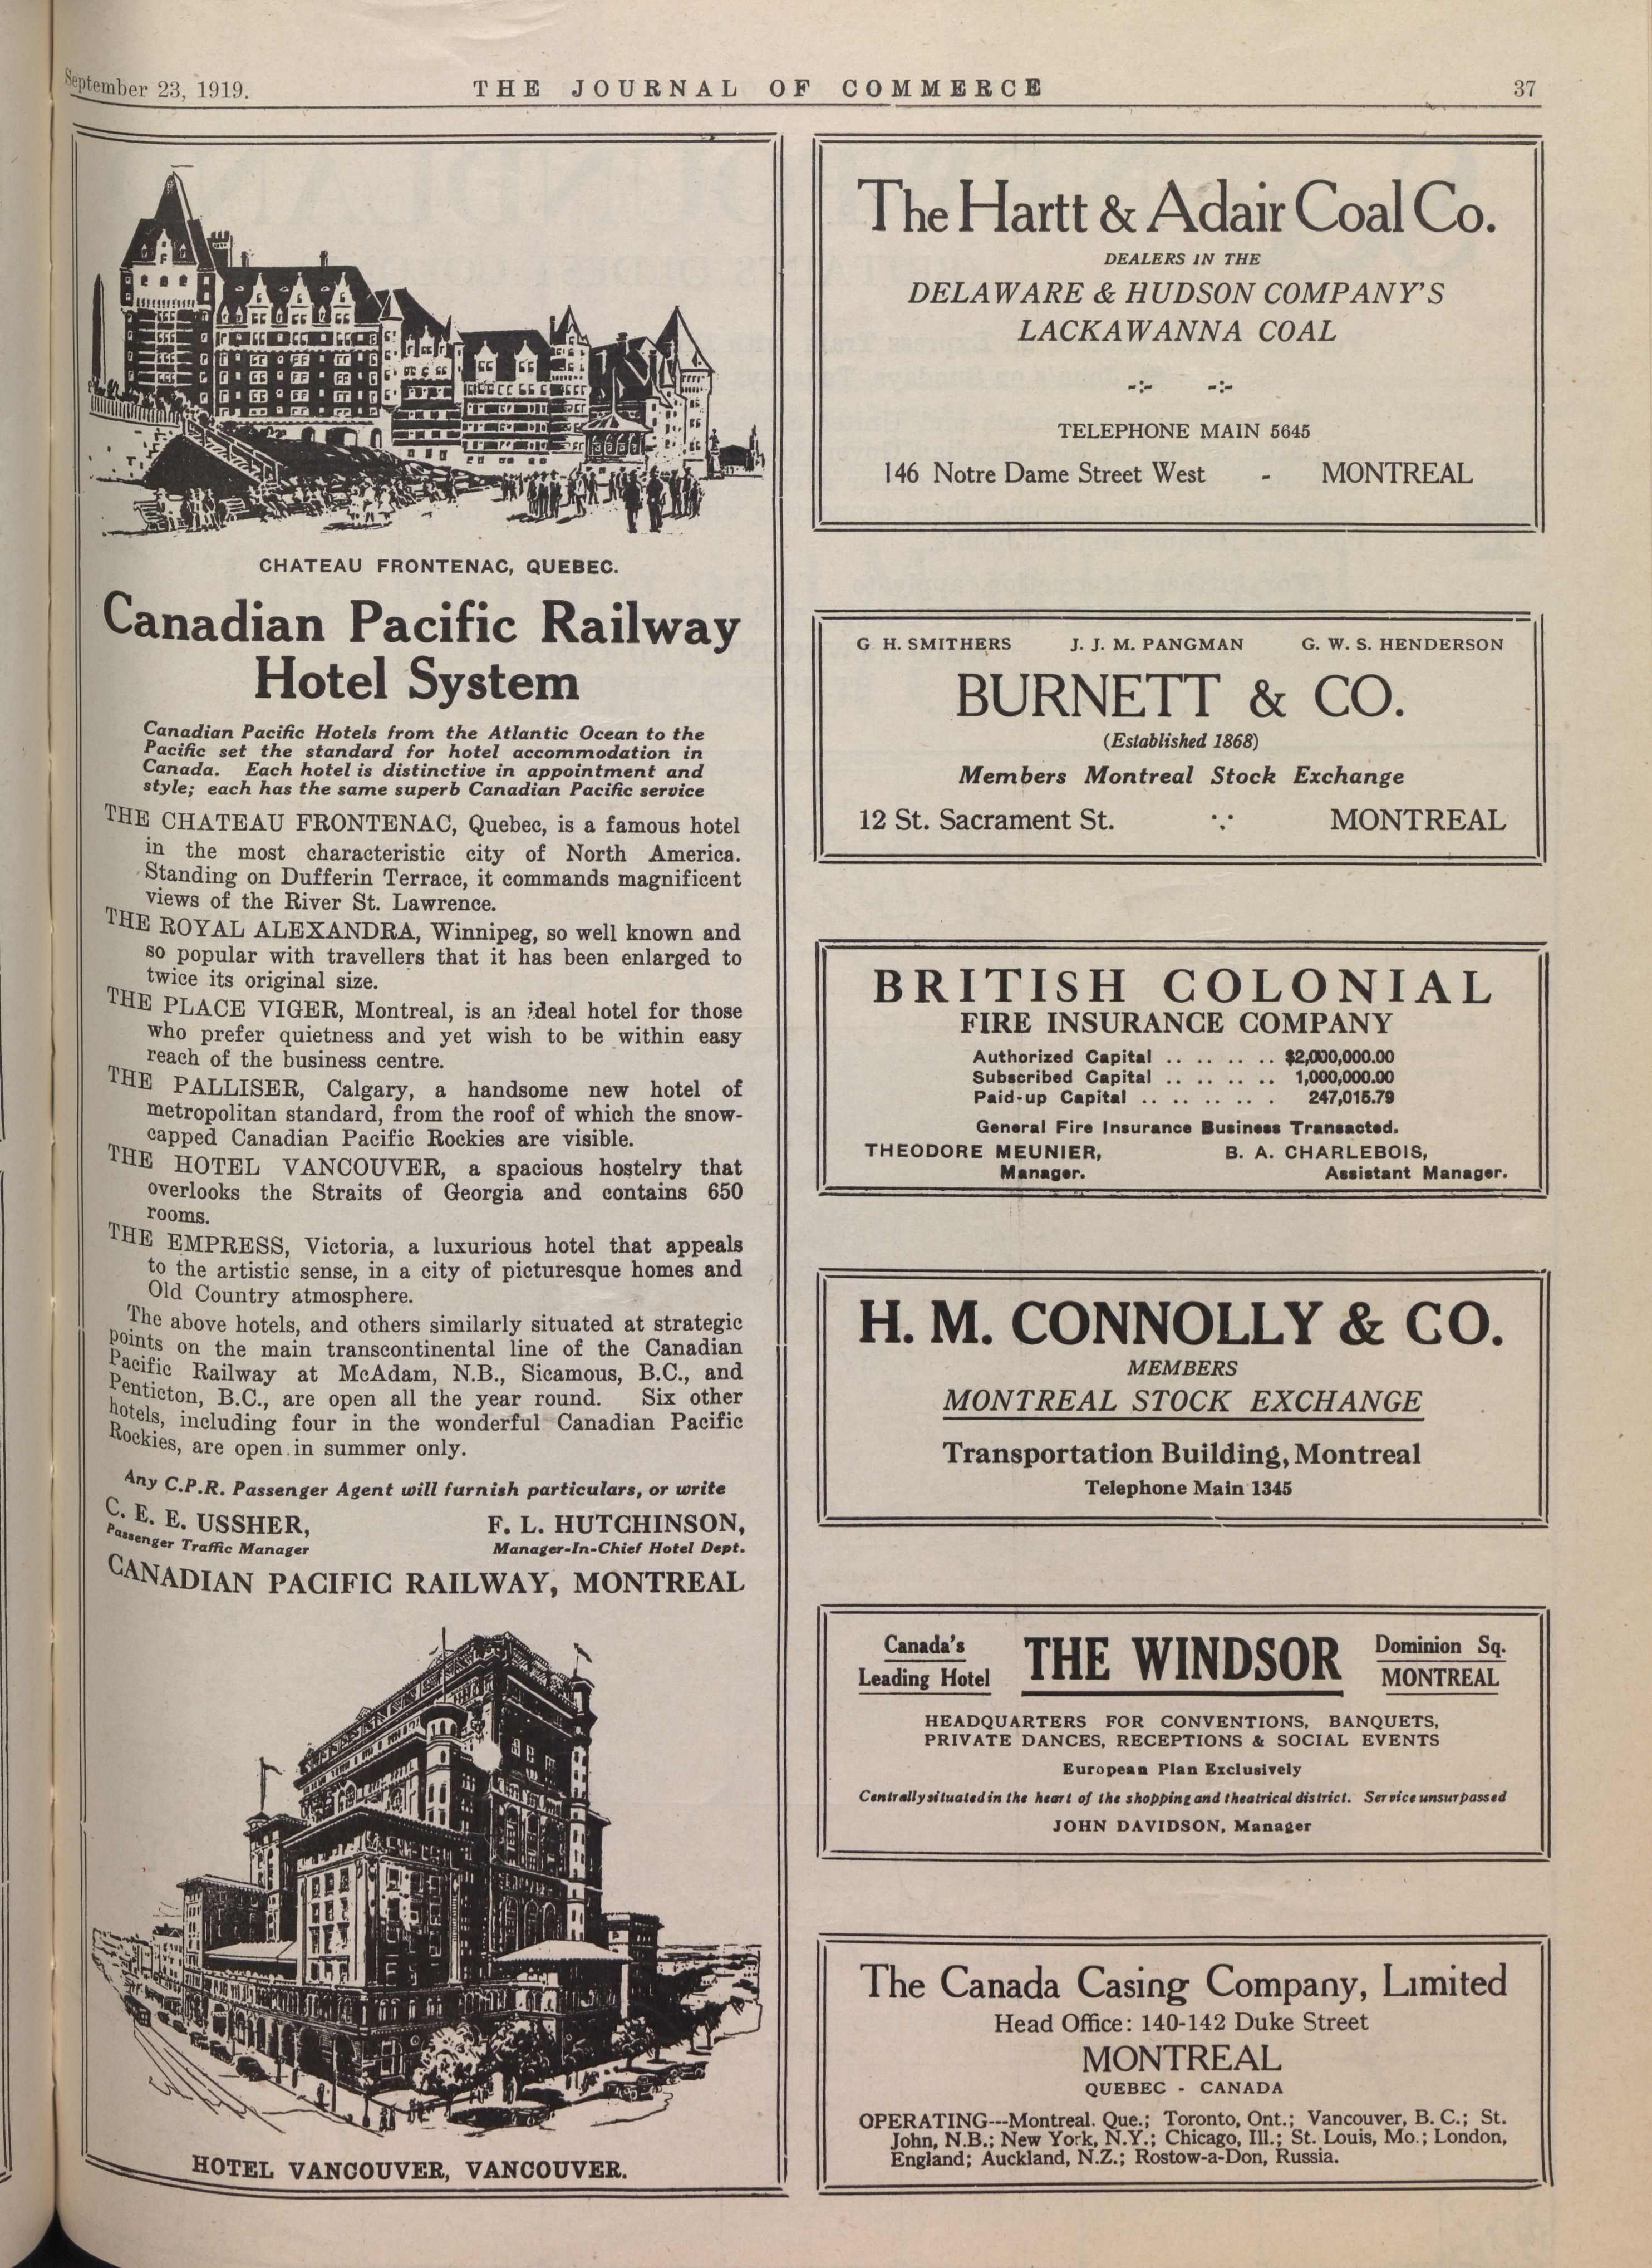 September 23, 1919.
THE JOURNAL OF COMMERCE
37
CHATEAU FRONTENAC, QUEBEC.
Canadian Pacific Railway
Hotel System
Canadian Pacific Hotels from the Atlantic Ocean to the
Pacific set the standard for hotel accommodation in
Canada. Each hotel is distinctive in appointment and
style; each has the same superb Canadian Pacific service
THE CHATEAU FRONTENAC, Quebec, is a famous hotel
in the most characteristic city of North America.
Standing on Dufferin Terrace, it commands magnificent
views of the River St. Lawrence.
THE ROYAL ALEXANDRA, Winnipeg, so well known and
so popular with travellers that it has been enlarged to
twice its original size.
THE PLACE VIGER, Montreal, is an ideal hotel for those
who prefer quietness and yet wish to be within easy
reach of the business centre.
THE PALLISER, Calgary, a handsome new hotel of
metropolitan standard, from the roof of which the snow-
capped Canadian Pacific Rockies are visible.
THE HOTEL VANCOUVER, a spacious hostelry that
overlooks the Straits of Georgia and contains 650
rooms.
THE EMPRESS, Victoria, a luxurious hotel that appeals
to the artistic sense, in a city of picturesque homes and
Old Country atmosphere.
The above hotels, and others similarly situated at strategic
points on the main transcontinental line of the Canadian
Pacific Railway at McAdam, N.B., Sicamous, B.C., and
Penticton, B.C., are open all the year round. Six other
hotels, including four in the wonderful Canadian Pacific
Rockies, are open in summer only.
Any C.P.R. Passenger Agent will furnish particulars, or write
C. E. E. USSHER, F. L. HUTCHINSON,
Passenger Traffic Manager Manager-In-Chief Hotel Dept.
CANADIAN PACIFIC RAILWAY, MONTREAL
HOTEL VANCOUVER, VANCOUVER.
The Hartt & Adair Coal Co.
DEALERS IN THE
DELAWARE & HUDSON COMPANY'S
LACKAWANNA COAL
-:- -:-
TELEPHONE MAIN 5645
146 Notre Dame Street West - MONTREAL
G H. SMITHERS J. J. M. PANGMAN G. W. S. HENDERSON
BURNETT & CO.
(Established 1868)
Members Montreal Stock Exchange
12 St. Sacrament St. MONTREAL
BRITISH COLONIAL
FIRE INSURANCE COMPANY
Authorized Capital .. .. .. .. $2,000,000.00
Subscribed Capital .. .. .. .. 1,000,000.00
Paid-up Capital .. .. .. .. . 247,015.79
General Fire Insurance Business Transacted.
THEODORE MEUNIER, B. A. CHARLEBOIS,
Manager. Assistant Manager.
H. M. CONNOLLY & CO.
MEMBERS
MONTREAL STOCK EXCHANGE
Transportation Building, Montreal
Telephone Main 1345
Canada's
Leading Hotel
THE WINDSOR
Dominion Sq.
MONTREAL
HEADQUARTERS FOR CONVENTIONS, BANQUETS,
PRIVATE DANCES, RECEPTIONS & SOCIAL EVENTS
European Plan Exclusively
Centrally situated in the heart of the shopping and theatrical district. Service unsurpassed
JOHN DAVIDSON, Manager
The Canada Casing Company, Limited
Head Office: 140-142 Duke Street
MONTREAL
QUEBEC - CANADA
OPERATING---Montreal. Que.; Toronto, Ont.; Vancouver, B. C.; St.
John, N.B.; New York, N.Y.; Chicago, Ill.; St. Louis, Mo.; London,
England; Auckland, N.Z.; Rostow-a-Don, Russia.